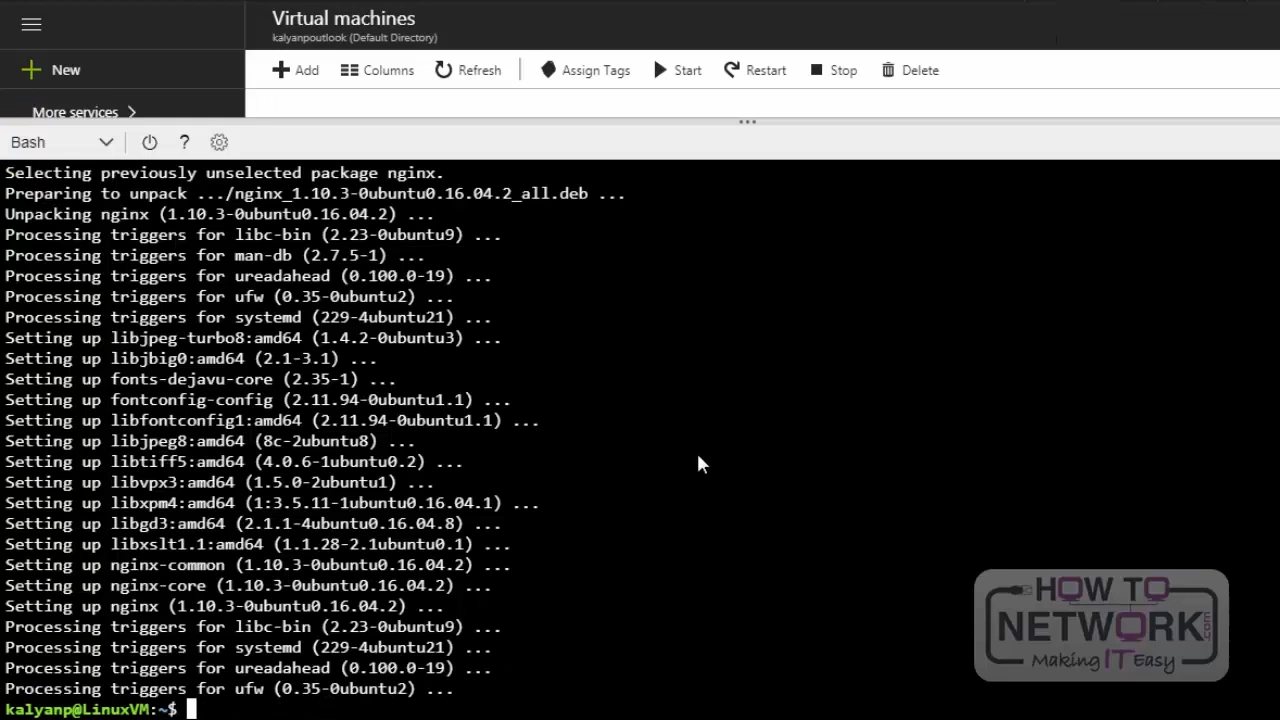 Virtual machines
kalyanpoutlook (Default Directory)
New
Add Columns Refresh Assign Tags Start Restart Stop Delete
More services
Bash ?
Selecting previously unselected package nginx.
Preparing to unpack .../nginx_1.10.3-0ubuntu0.16.04.2_all.deb ...
Unpacking nginx (1.10.3-0ubuntu0.16.04.2) ...
Processing triggers for libc-bin (2.23-0ubuntu9) ...
Processing triggers for man-db (2.7.5-1) ...
Processing triggers for ureadahead (0.100.0-19) ...
Processing triggers for ufw (0.35-0ubuntu2) ...
Processing triggers for systemd (229-4ubuntu21) ...
Setting up libjpeg-turbo8:amd64 (1.4.2-0ubuntu3) ...
Setting up libjbig0:amd64 (2.1-3.1) ...
Setting up fonts-dejavu-core (2.35-1) ...
Setting up fontconfig-config (2.11.94-0ubuntu1.1) ...
Setting up libfontconfig1:amd64 (2.11.94-0ubuntu1.1) ...
Setting up libjpeg8:amd64 (8c-2ubuntu8) ...
Setting up libtiff5:amd64 (4.0.6-1ubuntu0.2) ...
Setting up libvpx3:amd64 (1.5.0-2ubuntu1) ...
Setting up libxpm4:amd64 (1:3.5.11-1ubuntu0.16.04.1) ...
Setting up libgd3:amd64 (2.1.1-4ubuntu0.16.04.8) ...
Setting up libxslt1.1:amd64 (1.1.28-2.1ubuntu0.1) ...
Setting up nginx-common (1.10.3-0ubuntu0.16.04.2) ...
Setting up nginx-core (1.10.3-0ubuntu0.16.04.2) ...
Setting up nginx (1.10.3-0ubuntu0.16.04.2) ...
Processing triggers for libc-bin (2.23-0ubuntu9) ...
Processing triggers for systemd (229-4ubuntu21) ...
Processing triggers for ureadahead (0.100.0-19) ...
Processing triggers for ufw (0.35-0ubuntu2) ...
kalyanp@LinuxVM:~$
HOW TO
NETWORK.com
Making IT Easy